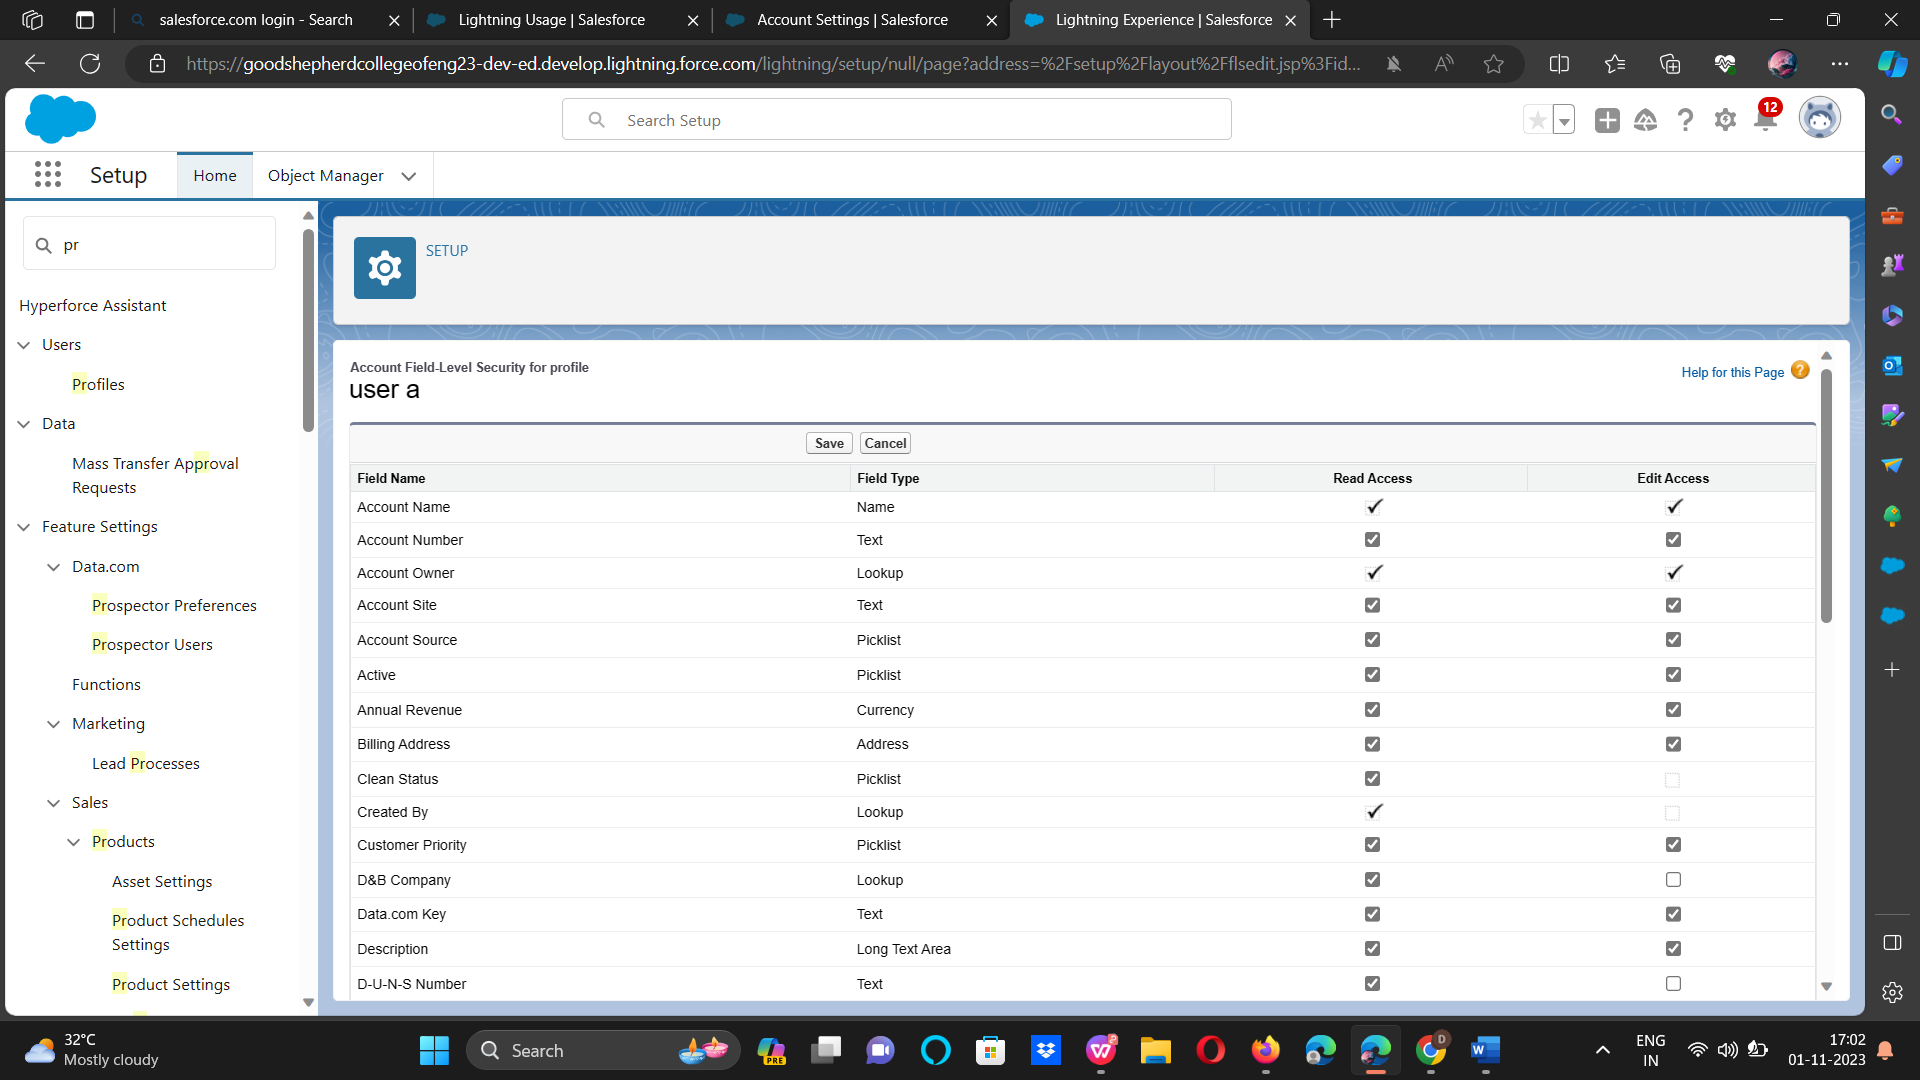 salesforce.com login - Search
Lightning Usage | Salesforce
Account Settings | Salesforce
Lightning Experience | Salesforce
https://goodshepherdcollegeofeng23-dev-ed.develop.lightning.force.com/lightning/setup/null/page?address=%2Fsetup%2Flayout%2Fflsedit.jsp%3Fid...
Search Setup
12
Setup
Home
Object Manager
pr
Hyperforce Assistant
Users
Profiles
Data
Mass Transfer Approval
Requests
Feature Settings
Data.com
Prospector Preferences
Prospector Users
Functions
Marketing
Lead Processes
Sales
Products
Asset Settings
Product Schedules
Settings
Product Settings
SETUP
Account Field-Level Security for profile
user a
Help for this Page ?
Save Cancel
Field Name Field Type Read Access Edit Access
Account Name Name
Account Number Text
Account Owner Lookup
Account Site Text
Account Source Picklist
Active Picklist
Annual Revenue Currency
Billing Address Address
Clean Status Picklist
Created By Lookup
Customer Priority Picklist
D&B Company Lookup
Data.com Key Text
Description Long Text Area
D-U-N-S Number Text
32°C
Mostly cloudy
Search
PRE
D
W
ENG
IN
17:02
01-11-2023